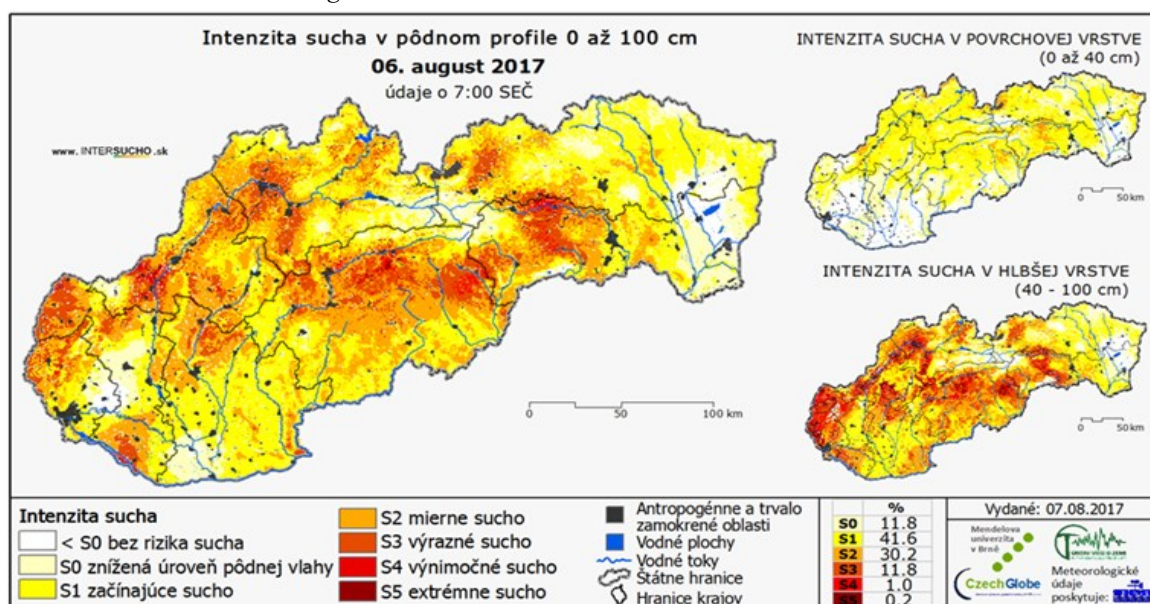 Intenzita sucha v pôdnom profile 0 až 100 cm
06. august 2017
údaje o 7:00 SEČ
www.INTERSUCHO.sk
0 50 100 km
INTENZITA SUCHA V POVRCHOVEJ VRSTVE
(0 až 40 cm)
0 50 km
INTENZITA SUCHA V HLBŠEJ VRSTVE
(40 - 100 cm)
0 50 km
Intenzita sucha
< S0 bez rizika sucha
S0 znížená úroveň pôdnej vlahy
S1 začínajúce sucho
S2 mierne sucho
S3 výrazné sucho
S4 výnimočné sucho
S5 extrémne sucho
Antropogénne a trvalo
zamokrené oblasti
Vodné plochy
Vodné toky
Štátne hranice
Hranice krajov
%
S0 11.8
S1 41.6
S2 30.2
S3 11.8
S4 1.0
S5 0.2
Vydané: 07.08.2017
Mendelova
univerzita
v Brně
CzechGlobe
Meteorologické
údaje
poskytuje: